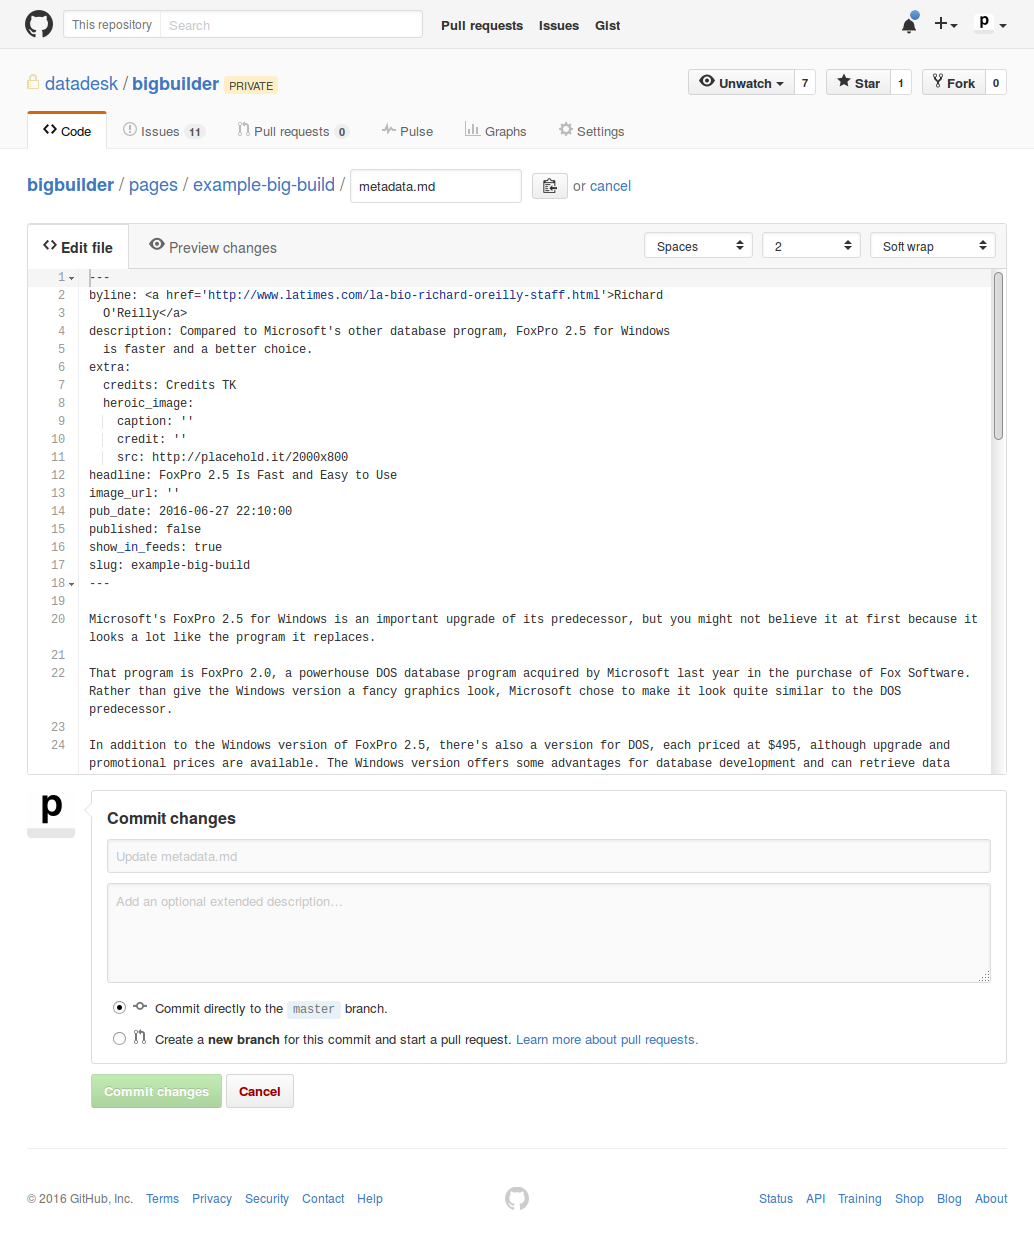 This repository Search Pull requests Issues Gist p
datadesk / bigbuilder PRIVATE Unwatch 7 Star 1 Fork 0
Code Issues 11 Pull requests 0 Pulse Graphs Settings
bigbuilder / pages / example-big-build / metadata.md or cancel
Edit file Preview changes Spaces 2 Soft wrap
1 ---
2 byline: <a href='http://www.latimes.com/la-bio-richard-oreilly-staff.html'>Richard
3 O'Reilly</a>
4 description: Compared to Microsoft's other database program, FoxPro 2.5 for Windows
5 is faster and a better choice.
6 extra:
7 credits: Credits TK
8 heroic_image:
9 caption: ''
10 credit: ''
11 src: http://placehold.it/2000x800
12 headline: FoxPro 2.5 Is Fast and Easy to Use
13 image_url: ''
14 pub_date: 2016-06-27 22:10:00
15 published: false
16 show_in_feeds: true
17 slug: example-big-build
18 ---
19
20 Microsoft's FoxPro 2.5 for Windows is an important upgrade of its predecessor, but you might not believe it at first because it
looks a lot like the program it replaces.
21
22 That program is FoxPro 2.0, a powerhouse DOS database program acquired by Microsoft last year in the purchase of Fox Software.
Rather than give the Windows version a fancy graphics look, Microsoft chose to make it look quite similar to the DOS
predecessor.
23
24 In addition to the Windows version of FoxPro 2.5, there's also a version for DOS, each priced at $495, although upgrade and
promotional prices are available. The Windows version offers some advantages for database development and can retrieve data
p
Commit changes
Update metadata.md
Add an optional extended description…
Commit directly to the master branch.
Create a new branch for this commit and start a pull request. Learn more about pull requests.
Commit changes Cancel
© 2016 GitHub, Inc. Terms Privacy Security Contact Help Status API Training Shop Blog About